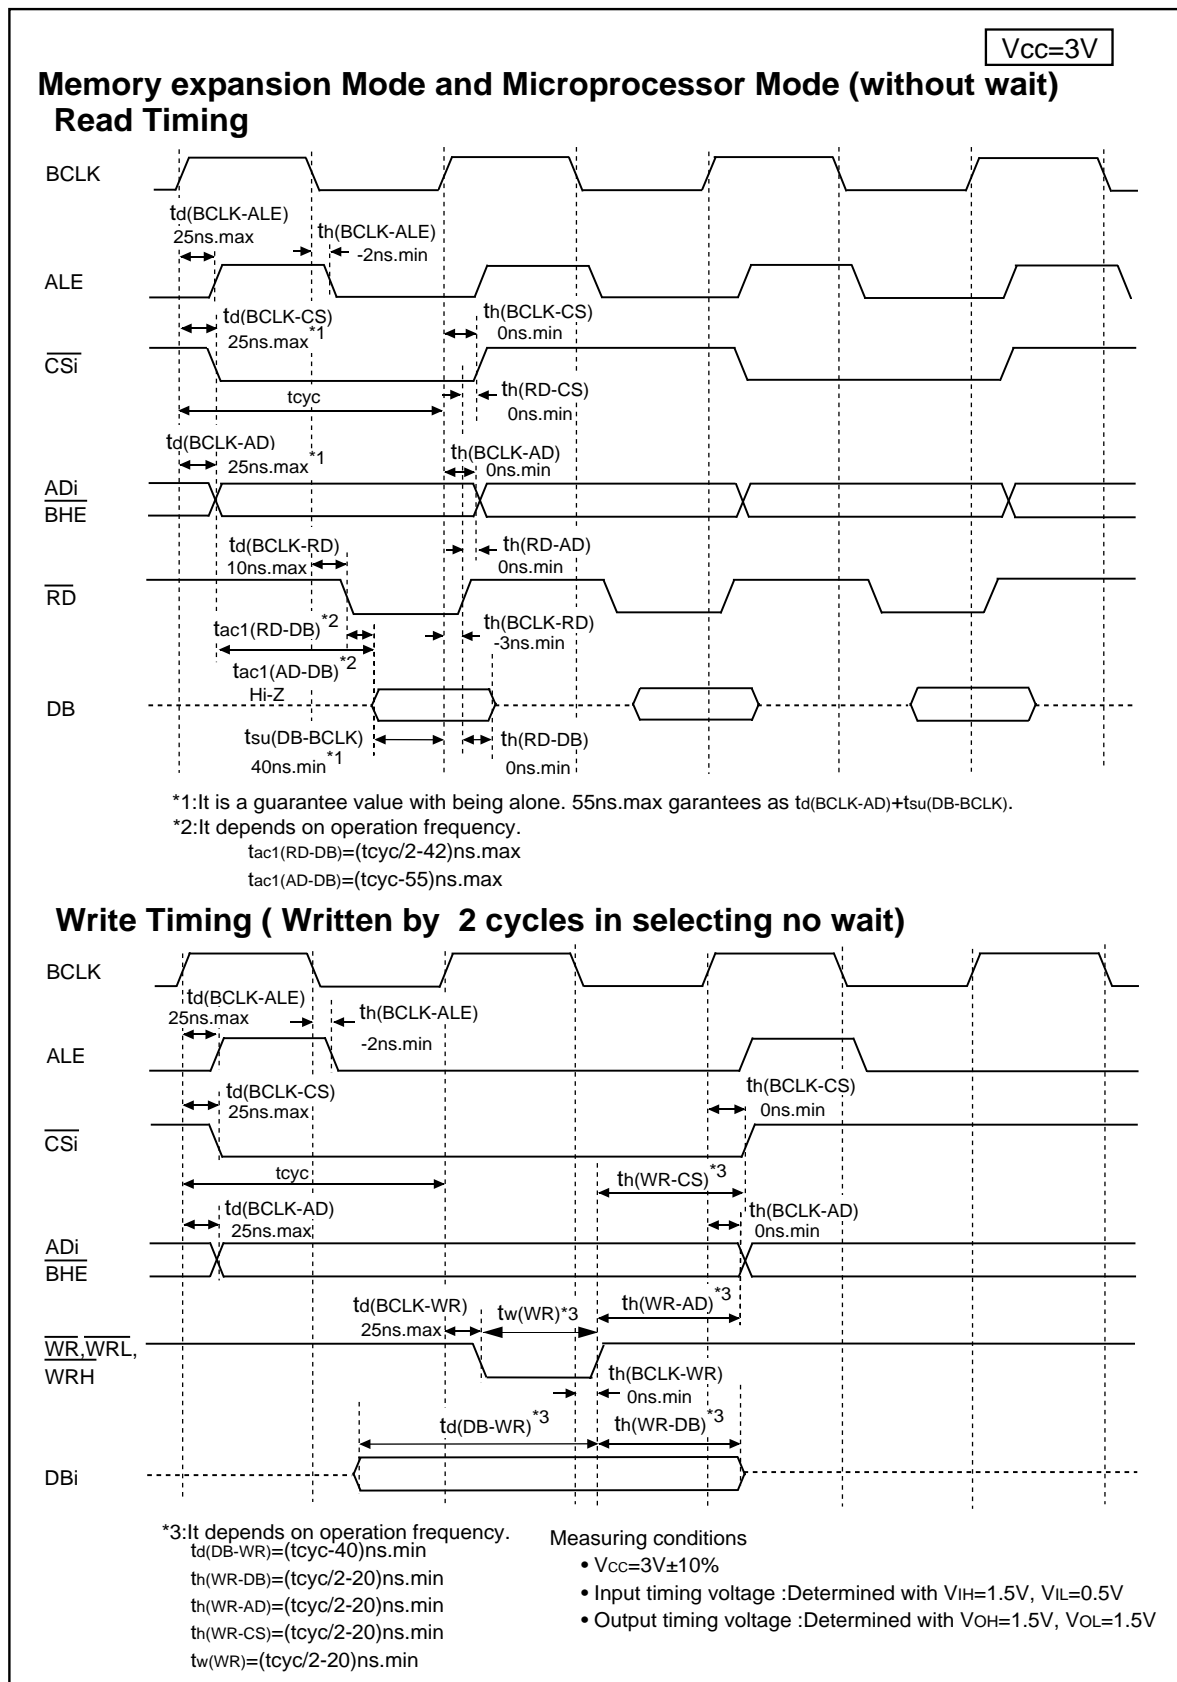 Vcc=3V
Memory expansion Mode and Microprocessor Mode (without wait)
Read Timing
BCLK
td(BCLK-ALE)
25ns.max
th(BCLK-ALE)
-2ns.min
ALE
td(BCLK-CS)
25ns.max*1
th(BCLK-CS)
0ns.min
CSi
tcyc
th(RD-CS)
0ns.min
td(BCLK-AD)
25ns.max*1
th(BCLK-AD)
0ns.min
ADi
BHE
td(BCLK-RD)
10ns.max
th(RD-AD)
0ns.min
RD
tac1(RD-DB)*2
th(BCLK-RD)
-3ns.min
tac1(AD-DB)*2
Hi-Z
DB
tsu(DB-BCLK)
40ns.min*1
th(RD-DB)
0ns.min
*1:It is a guarantee value with being alone. 55ns.max garantees as td(BCLK-AD)+tsu(DB-BCLK).
*2:It depends on operation frequency.
tac1(RD-DB)=(tcyc/2-42)ns.max
tac1(AD-DB)=(tcyc-55)ns.max
Write Timing ( Written by 2 cycles in selecting no wait)
BCLK
td(BCLK-ALE)
25ns.max
th(BCLK-ALE)
-2ns.min
ALE
td(BCLK-CS)
25ns.max
th(BCLK-CS)
0ns.min
CSi
tcyc
th(WR-CS)*3
td(BCLK-AD)
25ns.max
th(BCLK-AD)
0ns.min
ADi
BHE
td(BCLK-WR)
25ns.max
tw(WR)*3
th(WR-AD)*3
WR,WRL,
WRH
th(BCLK-WR)
0ns.min
td(DB-WR)*3
th(WR-DB)*3
DBi
*3:It depends on operation frequency.
td(DB-WR)=(tcyc-40)ns.min
th(WR-DB)=(tcyc/2-20)ns.min
th(WR-AD)=(tcyc/2-20)ns.min
th(WR-CS)=(tcyc/2-20)ns.min
tw(WR)=(tcyc/2-20)ns.min
Measuring conditions
• VCC=3V±10%
• Input timing voltage :Determined with VIH=1.5V, VIL=0.5V
• Output timing voltage :Determined with VOH=1.5V, VOL=1.5V